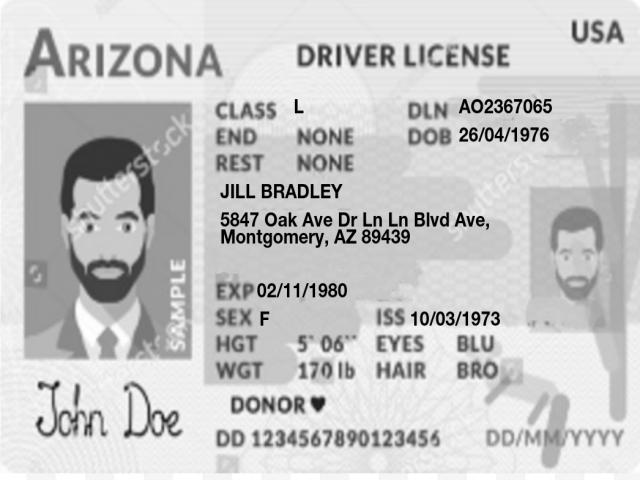 USA
ARIZONA DRIVER LICENSE
CLASS L DLN AO2367065
END NONE DOB 26/04/1976
REST NONE
JILL BRADLEY
5847 Oak Ave Dr Ln Ln Blvd Ave,
Montgomery, AZ 89439
EXP 02/11/1980
SEX F ISS 10/03/1973
HGT 5' 06'' EYES BLU
WGT 170 lb HAIR BRO
DONOR ♥
DD 1234567890123456 DD/MM/YYYY
SAMPLE
John Doe
shutterstock
shutterstock